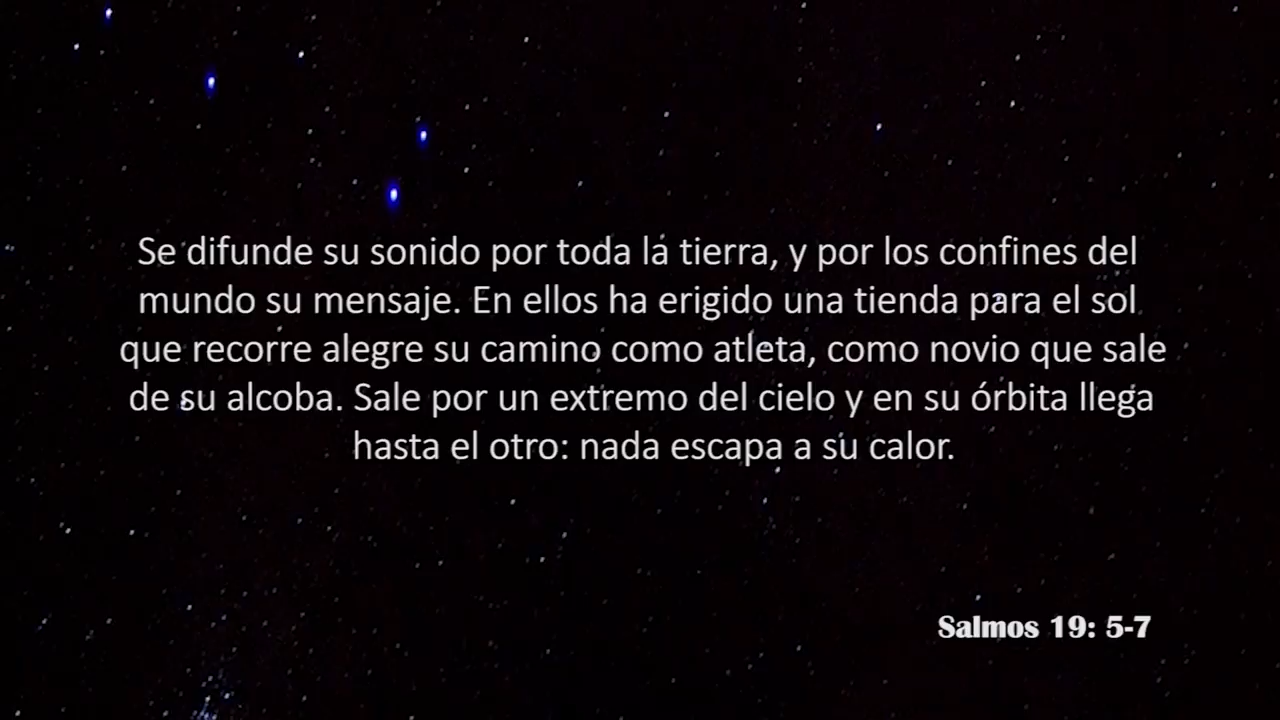 Se difunde su sonido por toda la tierra, y por los confines del
mundo su mensaje. En ellos ha erigido una tienda para el sol
que recorre alegre su camino como atleta, como novio que sale
de su alcoba. Sale por un extremo del cielo y en su órbita llega
hasta el otro: nada escapa a su calor.
Salmos 19: 5-7